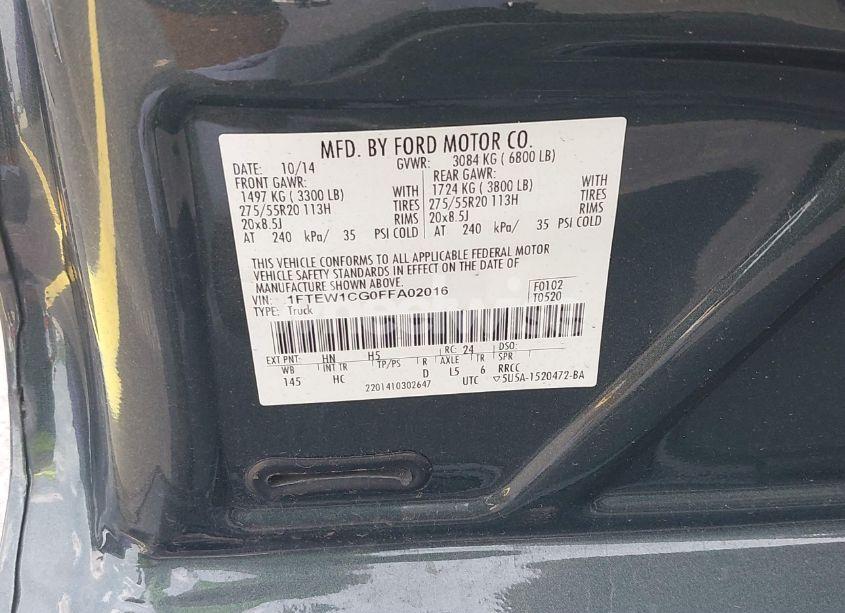 MFD. BY FORD MOTOR CO.
DATE: 10/14 GVWR: 3084 KG ( 6800 LB)
FRONT GAWR: REAR GAWR:
1497 KG ( 3300 LB) WITH 1724 KG ( 3800 LB) WITH
275/55R20 113H TIRES 275/55R20 113H TIRES
20x8.5J RIMS 20x8.5J RIMS
AT 240 kPa/ 35 PSI COLD AT 240 kPa/ 35 PSI COLD
THIS VEHICLE CONFORMS TO ALL APPLICABLE FEDERAL MOTOR
VEHICLE SAFETY STANDARDS IN EFFECT ON THE DATE OF
MANUFACTURE SHOWN ABOVE.
VIN: 1FTEW1CG0FFA02016 F0102
TYPE: Truck T0520
EXT PNT: HN H5 RC: 24 DSO:
WB INT TR TP/PS R AXLE TR SPR
145 HC D L5 6 RRCC
2201410302647 UTC ▽5U5A-1520472-BA